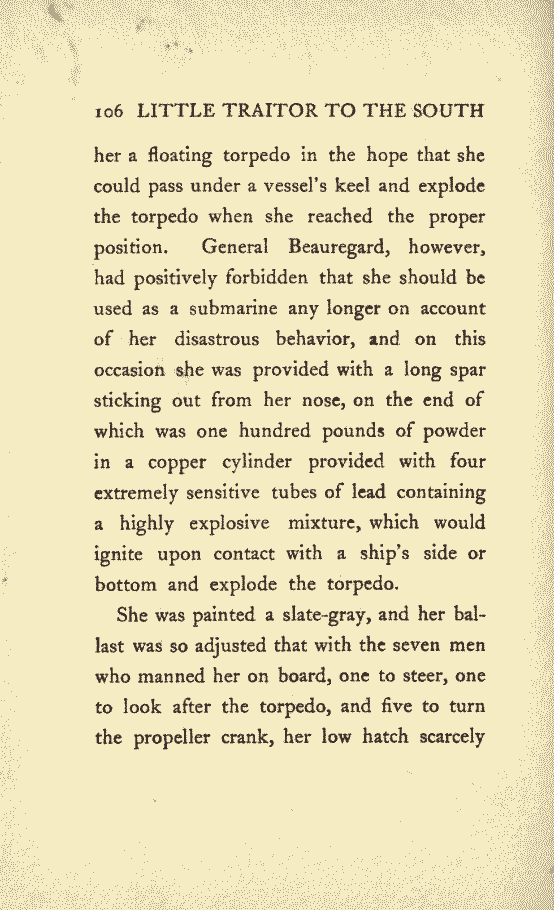 106 LITTLE TRAITOR TO THE SOUTH
her a floating torpedo in the hope that she
could pass under a vessel's keel and explode
the torpedo when she reached the proper
position. General Beauregard, however,
had positively forbidden that she should be
used as a submarine any longer on account
of her disastrous behavior, and on this
occasion she was provided with a long spar
sticking out from her nose, on the end of
which was one hundred pounds of powder
in a copper cylinder provided with four
extremely sensitive tubes of lead containing
a highly explosive mixture, which would
ignite upon contact with a ship's side or
bottom and explode the torpedo.
She was painted a slate-gray, and her bal-
last was so adjusted that with the seven men
who manned her on board, one to steer, one
to look after the torpedo, and five to turn
the propeller crank, her low hatch scarcely